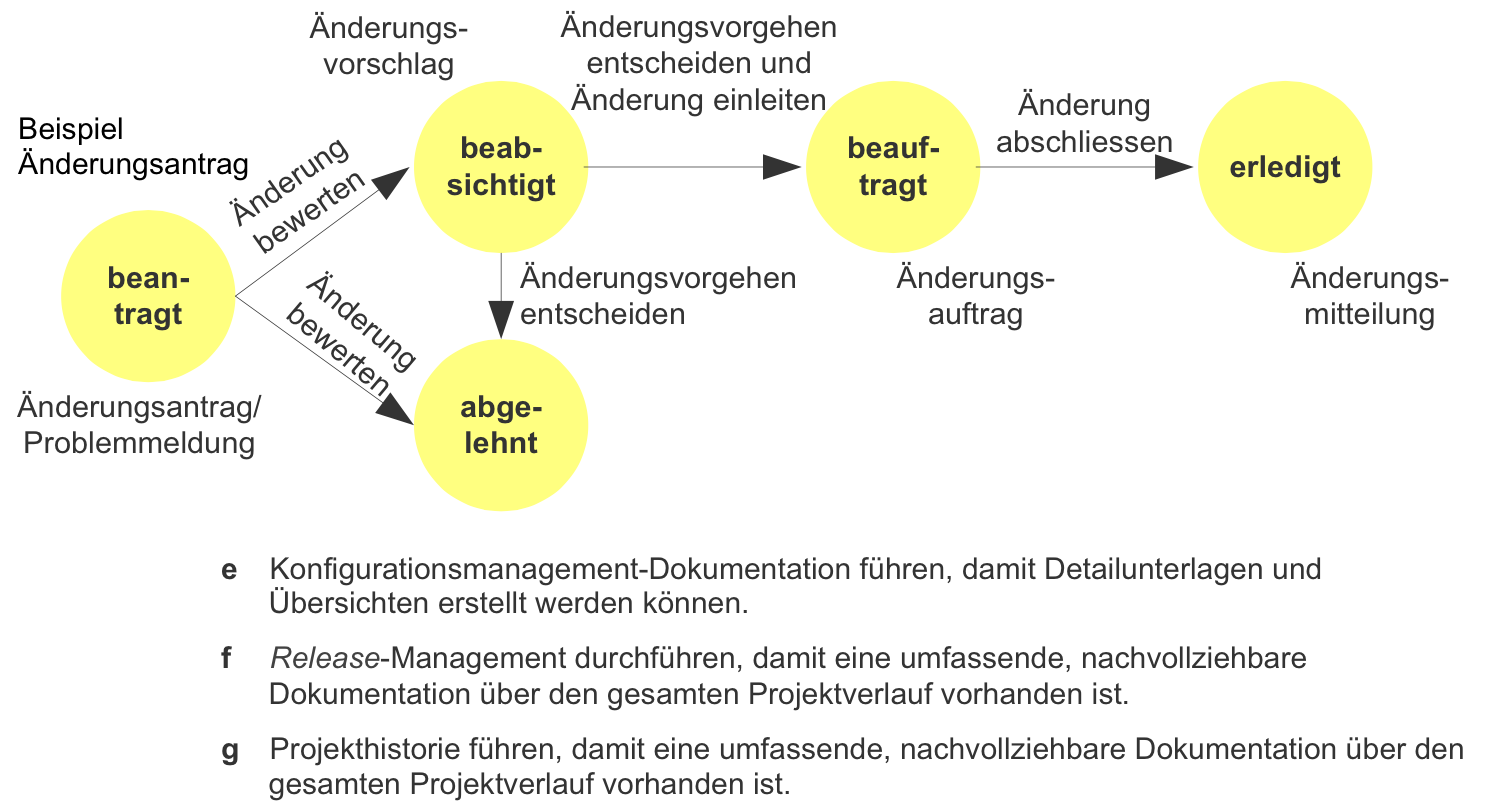 Änderungs-
vorschlag
Änderungsvorgehen
entscheiden und
Änderung einleiten
Änderung
abschliessen
Beispiel
Änderungsantrag
Änderung
bewerten
beab-
sichtigt
beauf-
tragt
erledigt
bean-
tragt
Änderung
bewerten
Änderungsvorgehen
entscheiden
Änderungs-
auftrag
Änderungs-
mitteilung
Änderungsantrag/
Problemmeldung
abge-
lehnt
e Konfigurationsmanagement-Dokumentation führen, damit Detailunterlagen und
Übersichten erstellt werden können.
f Release-Management durchführen, damit eine umfassende, nachvollziehbare
Dokumentation über den gesamten Projektverlauf vorhanden ist.
g Projekthistorie führen, damit eine umfassende, nachvollziehbare Dokumentation über den
gesamten Projektverlauf vorhanden ist.